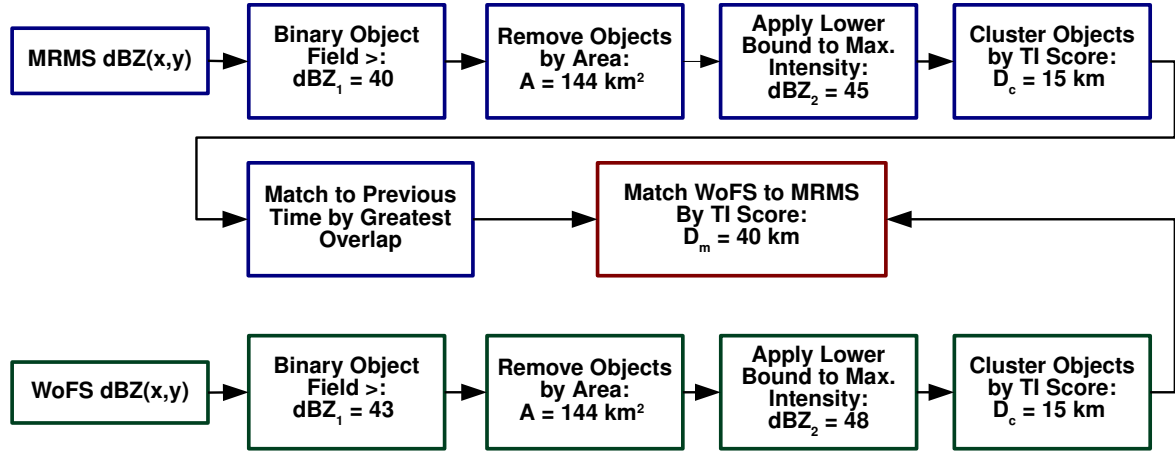 MRMS dBZ(x,y)
Binary Object
Field >:
dBZ₁ = 40
Remove Objects
by Area:
A = 144 km²
Apply Lower
Bound to Max.
Intensity:
dBZ₂ = 45
Cluster Objects
by TI Score:
D_c = 15 km
Match to Previous
Time by Greatest
Overlap
Match WoFS to MRMS
By TI Score:
D_m = 40 km
WoFS dBZ(x,y)
Binary Object
Field >:
dBZ₁ = 43
Remove Objects
by Area:
A = 144 km²
Apply Lower
Bound to Max.
Intensity:
dBZ₂ = 48
Cluster Objects
by TI Score:
D_c = 15 km